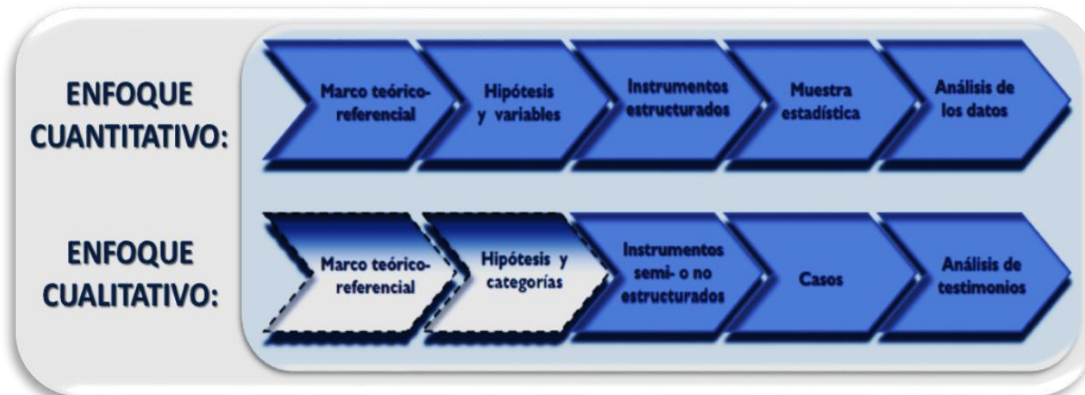 ENFOQUE
CUANTITATIVO:
Marco teórico-
referencial
Hipótesis
y variables
Instrumentos
estructurados
Muestra
estadística
Análisis de
los datos
ENFOQUE
CUALITATIVO:
Marco teórico-
referencial
Hipótesis y
categorías
Instrumentos
semi- o no
estructurados
Casos
Análisis de
testimonios